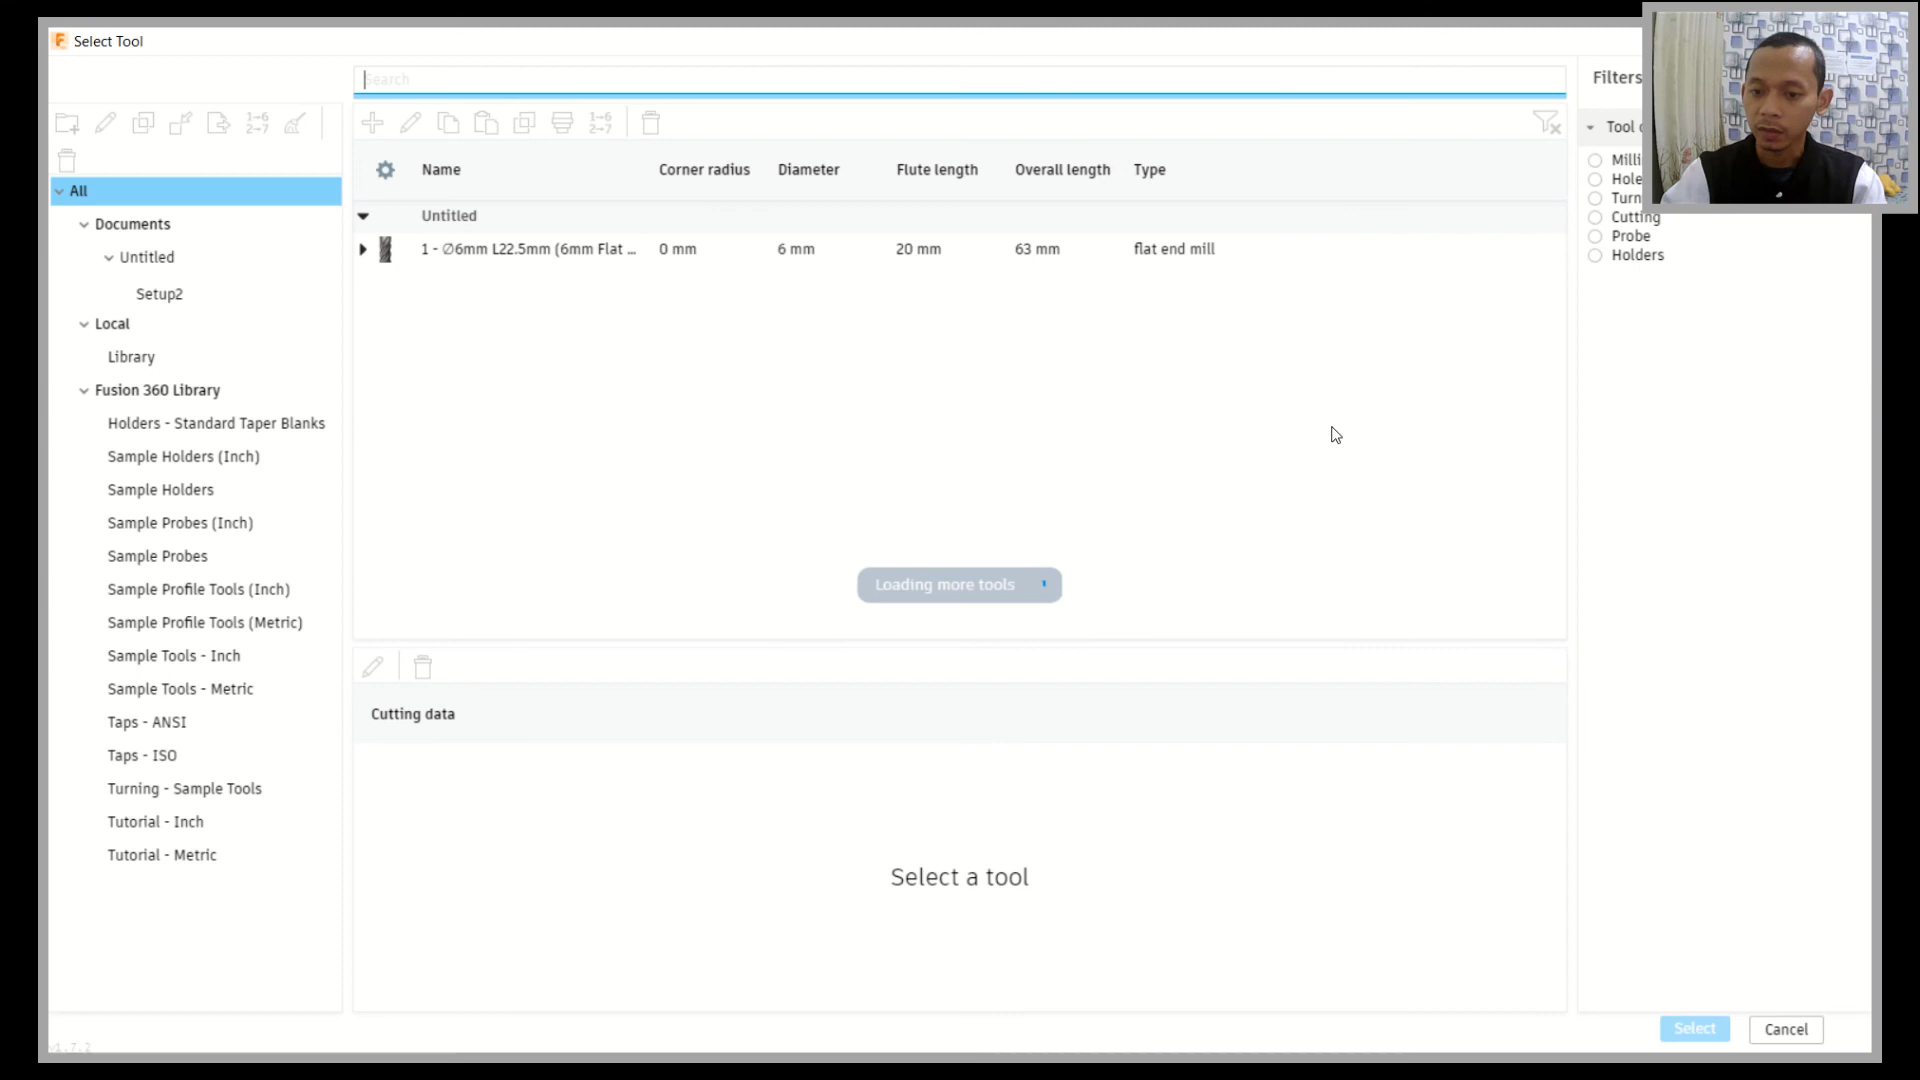 Select Tool
Search
Filters
Tool
Name
Corner radius
Diameter
Flute length
Overall length
Type
Untitled
1 - ∅6mm L22.5mm (6mm Flat ...
0 mm
6 mm
20 mm
63 mm
flat end mill
Milli
Hole
Turn
Cutting
Probe
Holders
All
Documents
Untitled
Setup2
Local
Library
Fusion 360 Library
Holders - Standard Taper Blanks
Sample Holders (Inch)
Sample Holders
Sample Probes (Inch)
Sample Probes
Sample Profile Tools (Inch)
Sample Profile Tools (Metric)
Sample Tools - Inch
Sample Tools - Metric
Taps - ANSI
Taps - ISO
Turning - Sample Tools
Tutorial - Inch
Tutorial - Metric
Loading more tools
Cutting data
Select a tool
Select
Cancel
v1.7.2